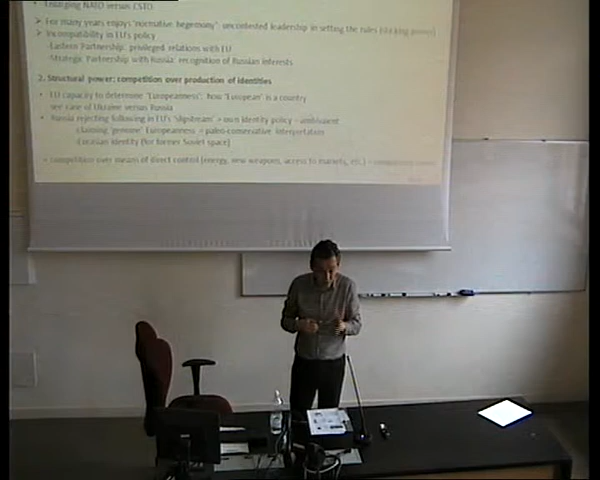 Enlarging NATO versus CSTO
For many years enjoys 'normative hegemony': uncontested leadership in setting the rules (sticking power)
Incompatibility in EU's policy
-Eastern Partnership: privileged relations with EU
-Strategic Partnership with Russia: recognition of Russian interests
2. Structural power: competition over production of identities
EU capacity to determine 'Europeanness': how 'European' is a country
see case of Ukraine versus Russia
Russia rejecting following in EU's 'slipstream' → own identity policy – ambivalent
claiming 'genuine' Europeanness – paleo-conservative interpretation
-Eurasian identity (for former Soviet space)
competition over means of direct control (energy, new weapons, access to markets, etc.) –